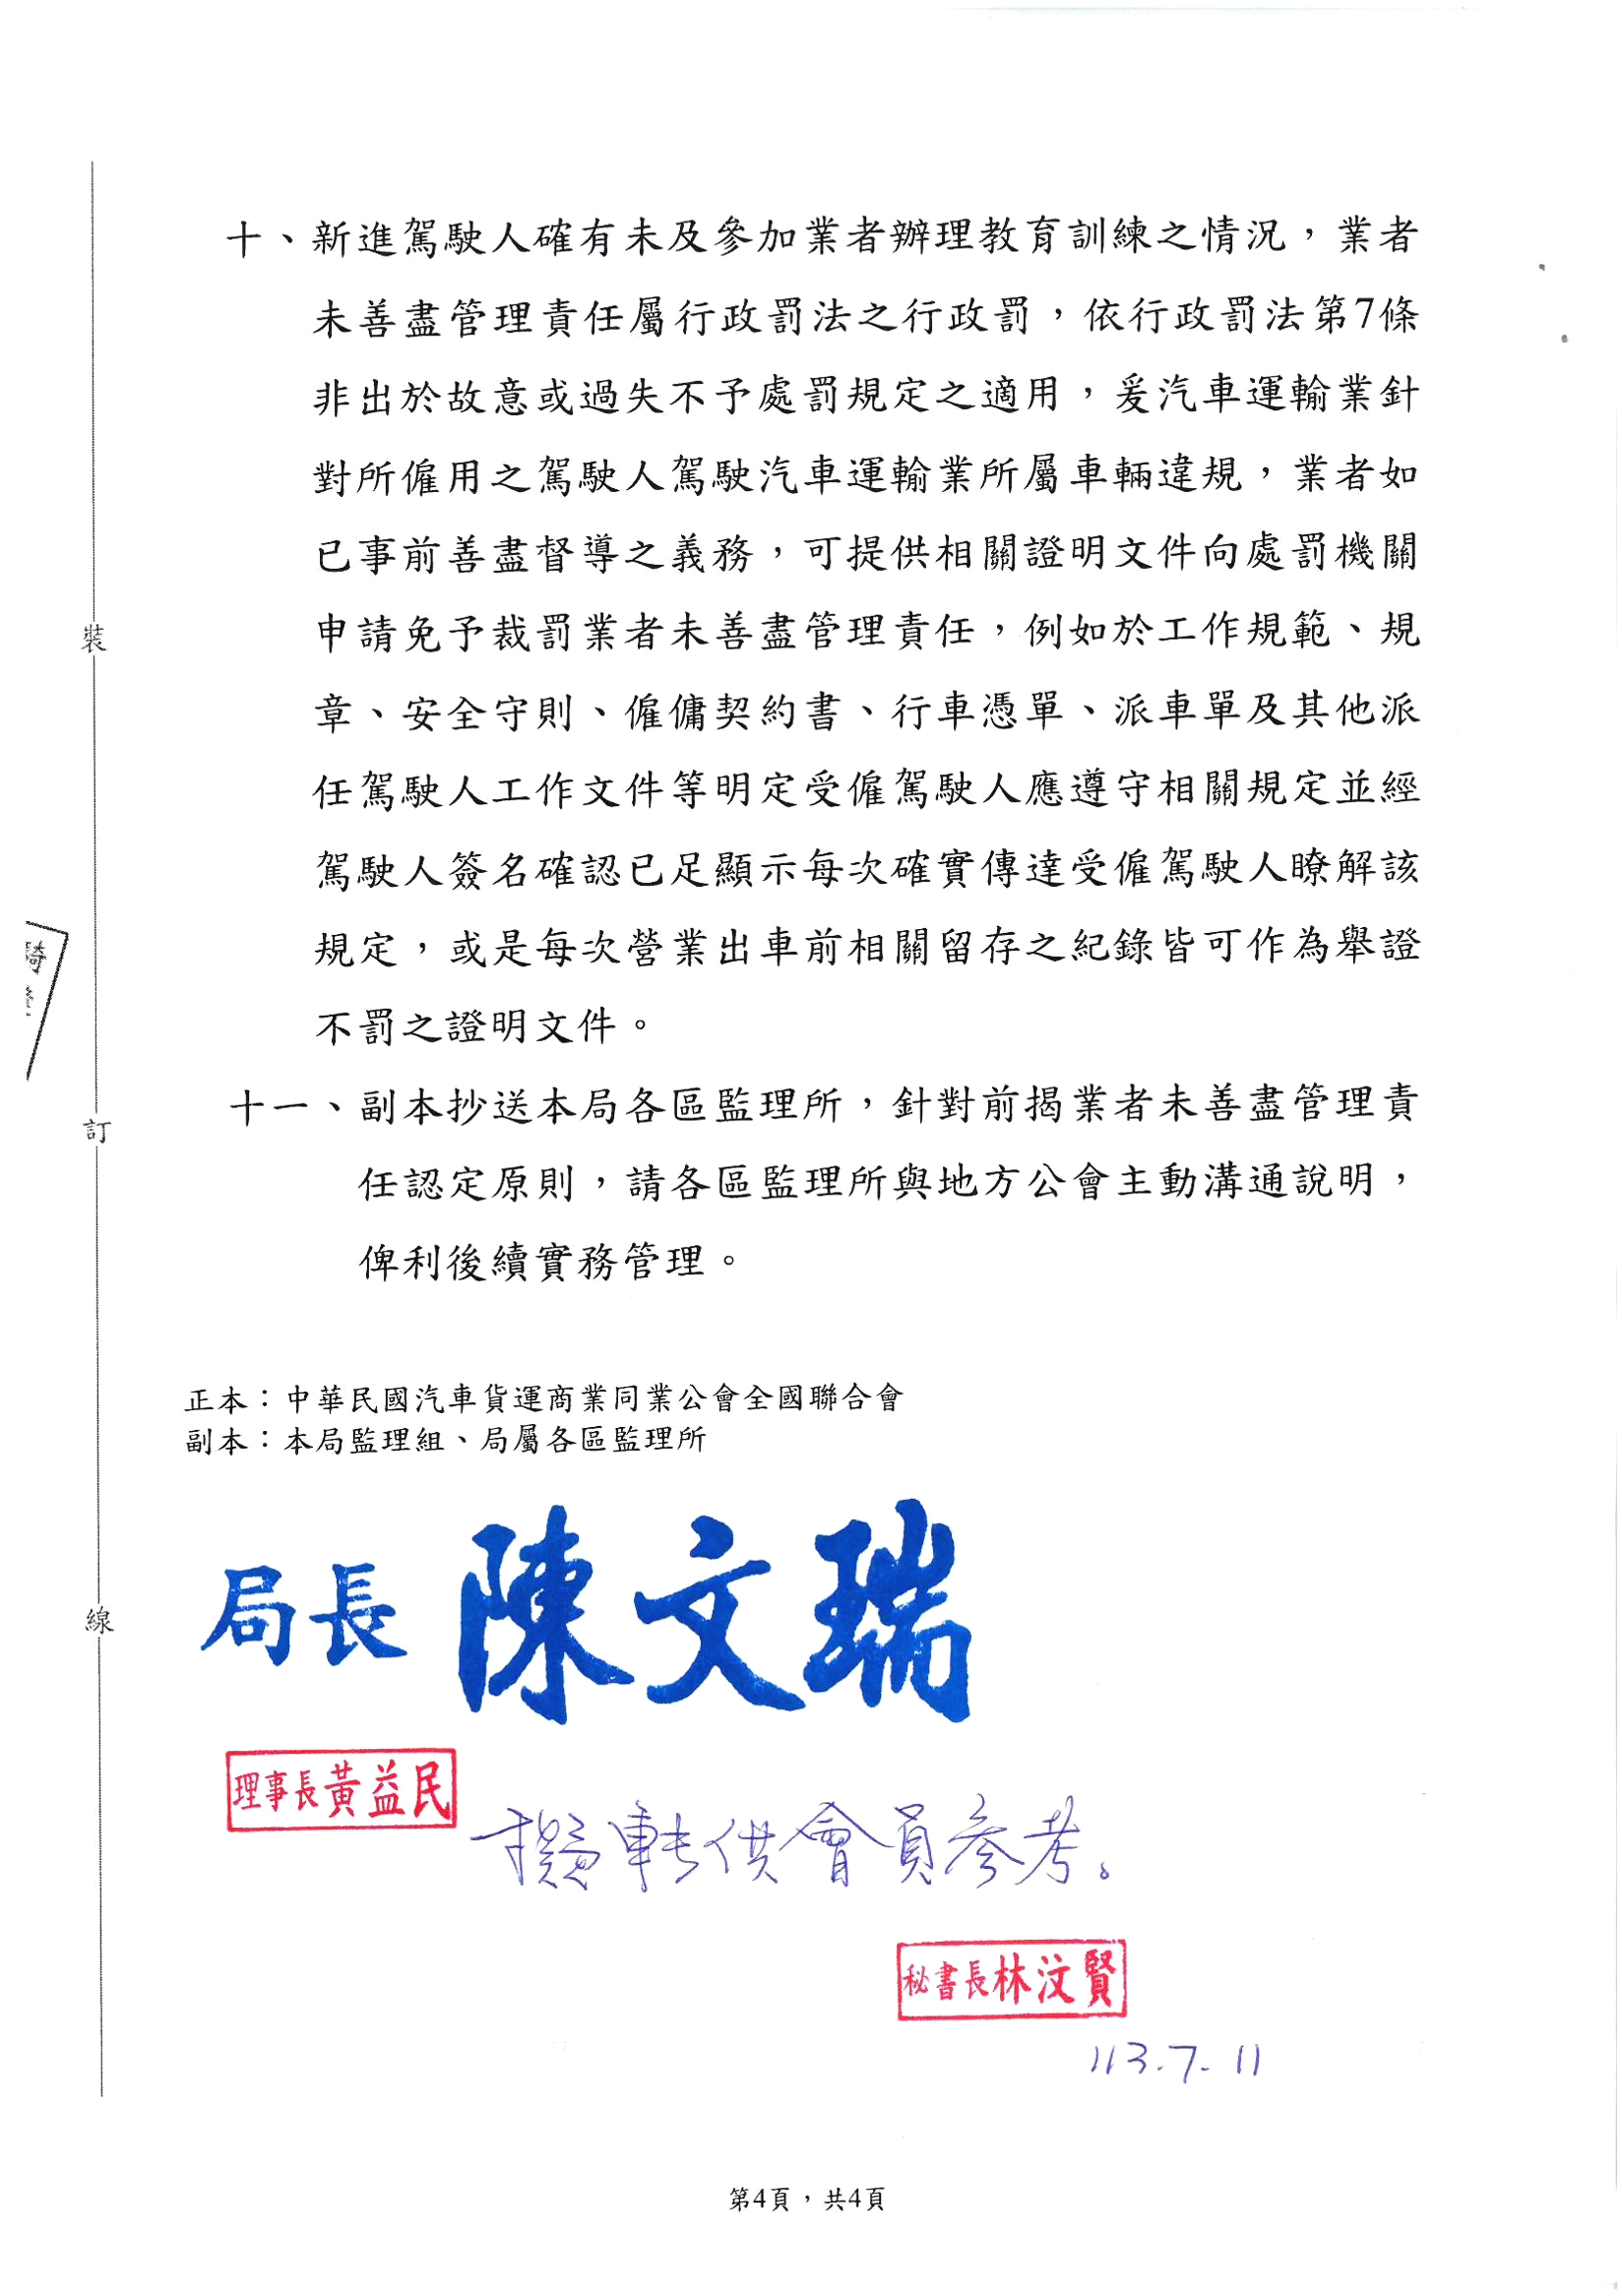 十、新進駕駛人確有未及參加業者辦理教育訓練之情況，業者
未善盡管理責任屬行政罰法之行政罰，依行政罰法第7條
非出於故意或過失不予處罰規定之適用，爰汽車運輸業針
對所僱用之駕駛人駕駛汽車運輸業所屬車輛違規，業者如
已事前善盡督導之義務，可提供相關證明文件向處罰機關
申請免予裁罰業者未善盡管理責任，例如於工作規範、規
章、安全守則、僱傭契約書、行車憑單、派車單及其他派
任駕駛人工作文件等明定受僱駕駛人應遵守相關規定並經
駕駛人簽名確認已足顯示每次確實傳達受僱駕駛人瞭解該
規定，或是每次營業出車前相關留存之紀錄皆可作為舉證
不罰之證明文件。
十一、副本抄送本局各區監理所，針對前揭業者未善盡管理責
任認定原則，請各區監理所與地方公會主動溝通說明，
俾利後續實務管理。
裝
訂
線
正本：中華民國汽車貨運商業同業公會全國聯合會
副本：本局監理組、局屬各區監理所
局長 陳文瑞
理事長黃益民
擬轉供會員參考。
秘書長林汶賢
113.7.11
第4頁，共4頁